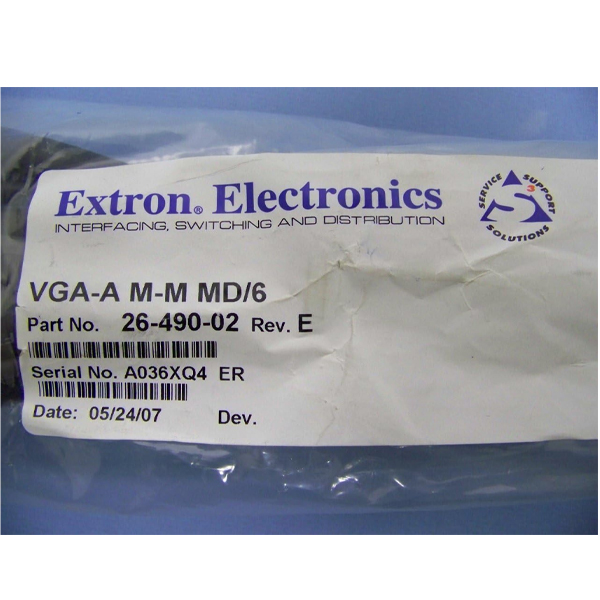 Extron® Electronics
INTERFACING, SWITCHING AND DISTRIBUTION
SERVICE SUPPORT SOLUTIONS
S3
VGA-A M-M MD/6
Part No. 26-490-02 Rev. E
Serial No. A036XQ4 ER
Date: 05/24/07 Dev.